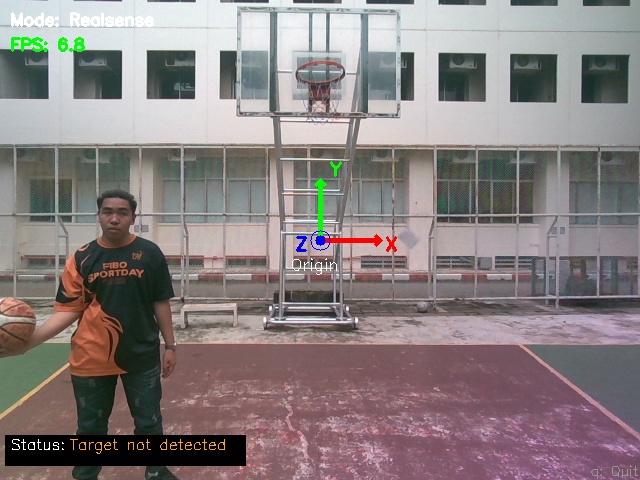 Mode: Realsense
FPS: 6.8
Y
Z
X
Origin
FIBO
SPORTDAY
Status: Target not detected
q: Quit